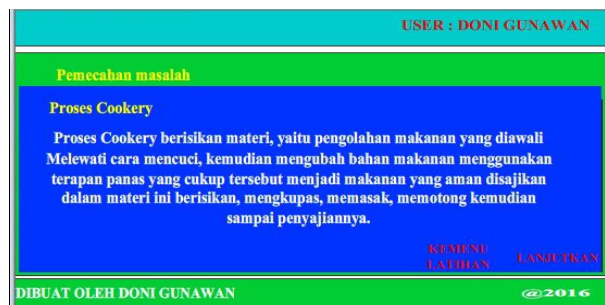 USER : DONI GUNAWAN
Pemecahan masalah
Proses Cookery
Proses Cookery berisikan materi, yaitu pengolahan makanan yang diawali
Melewati cara mencuci, kemudian mengubah bahan makanan menggunakan
terapan panas yang cukup tersebut menjadi makanan yang aman disajikan
dalam materi ini berisikan, mengkupas, memasak, memotong kemudian
sampai penyajiannya.
KEMENU
LATIHAN
LANJUTKAN
DIBUAT OLEH DONI GUNAWAN
@2016